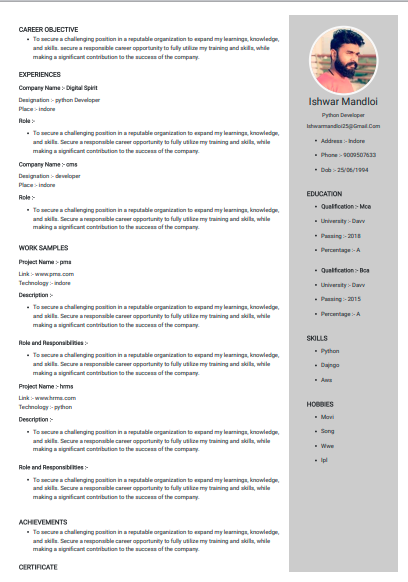 CAREER OBJECTIVE
• To secure a challenging position in a reputable organization to expand my learnings, knowledge,
and skills. secure a responsible career opportunity to fully utilize my training and skills, while
making a significant contribution to the success of the company.
EXPERIENCES
Company Name :- Digital Spirit
Designation :- python Developer
Place :- indore
Role :-
• To secure a challenging position in a reputable organization to expand my learnings, knowledge,
and skills. Secure a responsible career opportunity to fully utilize my training and skills, while
making a significant contribution to the success of the company.
Company Name :- cms
Designation :- developer
Place :- indore
Role :-
• To secure a challenging position in a reputable organization to expand my learnings, knowledge,
and skills. Secure a responsible career opportunity to fully utilize my training and skills, while
making a significant contribution to the success of the company.
WORK SAMPLES
Project Name :- pms
Link :- www.pms.com
Technology :- indore
Description :-
• To secure a challenging position in a reputable organization to expand my learnings, knowledge,
and skills. Secure a responsible career opportunity to fully utilize my training and skills, while
making a significant contribution to the success of the company.
Role and Responsibilities :-
• To secure a challenging position in a reputable organization to expand my learnings, knowledge,
and skills. Secure a responsible career opportunity to fully utilize my training and skills, while
making a significant contribution to the success of the company.
Project Name :- hrms
Link :- www.hrms.com
Technology :- python
Description :-
• To secure a challenging position in a reputable organization to expand my learnings, knowledge,
and skills. Secure a responsible career opportunity to fully utilize my training and skills, while
making a significant contribution to the success of the company.
Role and Responsibilities :-
• To secure a challenging position in a reputable organization to expand my learnings, knowledge,
and skills. Secure a responsible career opportunity to fully utilize my training and skills, while
making a significant contribution to the success of the company.
ACHIEVEMENTS
• To secure a challenging position in a reputable organization to expand my learnings, knowledge,
and skills. Secure a responsible career opportunity to fully utilize my training and skills, while
making a significant contribution to the success of the company.
CERTIFICATE
Ishwar Mandloi
Python Developer
Ishwarmandloi25@Gmail.Com
• Address :- Indore
• Phone :- 9009507633
• Dob :- 25/06/1994
EDUCATION
• Qualification :- Mca
• University :- Davv
• Passing :- 2018
• Percentage :- A
• Qualification :- Bca
• University :- Davv
• Passing :- 2015
• Percentage :- A
SKILLS
• Python
• Dajngo
• Aws
HOBBIES
• Movi
• Song
• Wwe
• Ipl